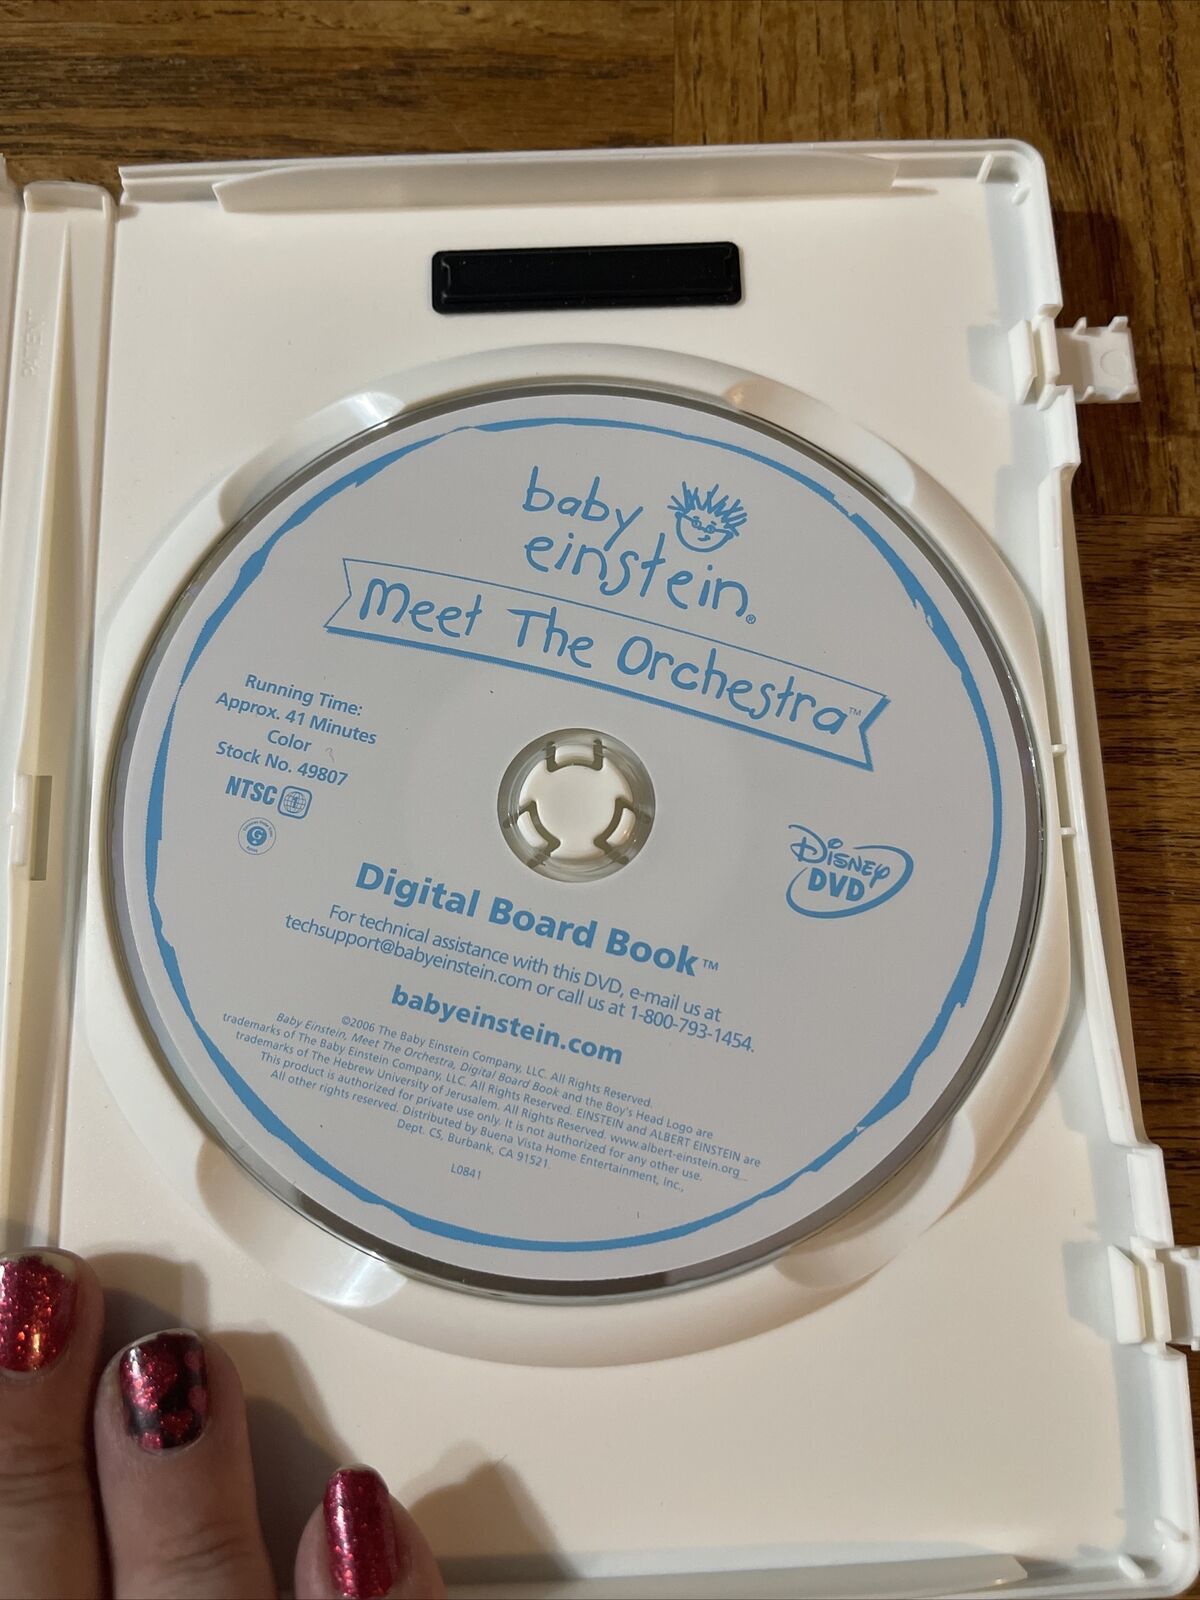 PATENT
baby
einstein®
Meet The Orchestra™
Running Time:
Approx. 41 Minutes
Color
Stock No. 49807
NTSC
G
DISNEY
DVD
Digital Board Book™
For technical assistance with this DVD, e-mail us at
techsupport@babyeinstein.com or call us at 1-800-793-1454.
babyeinstein.com
©2006 The Baby Einstein Company, LLC. All Rights Reserved.
Baby Einstein, Meet The Orchestra, Digital Board Book and the Boy's Head Logo are
trademarks of The Baby Einstein Company, LLC. All Rights Reserved. EINSTEIN and ALBERT EINSTEIN are
trademarks of The Hebrew University of Jerusalem. All Rights Reserved. www.albert-einstein.org
This product is authorized for private use only. It is not authorized for any other use.
All other rights reserved. Distributed by Buena Vista Home Entertainment, Inc.,
Dept. CS, Burbank, CA 91521.
L0841